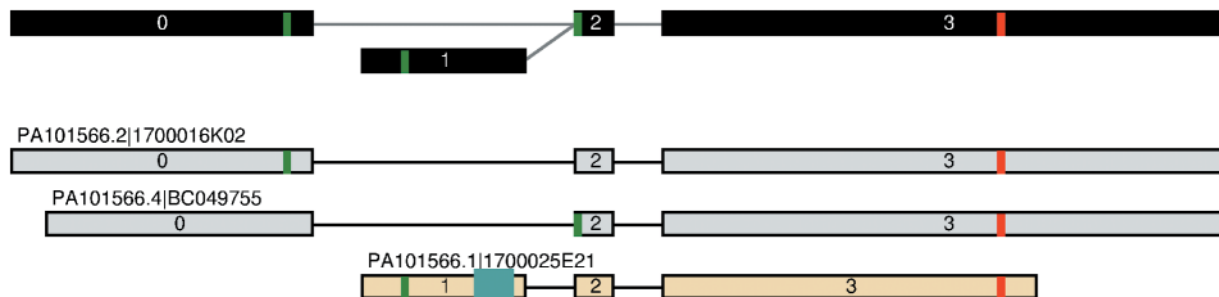 0 2 3
1
PA101566.2|1700016K02
0 2 3
PA101566.4|BC049755
0 2 3
PA101566.1|1700025E21
1 2 3